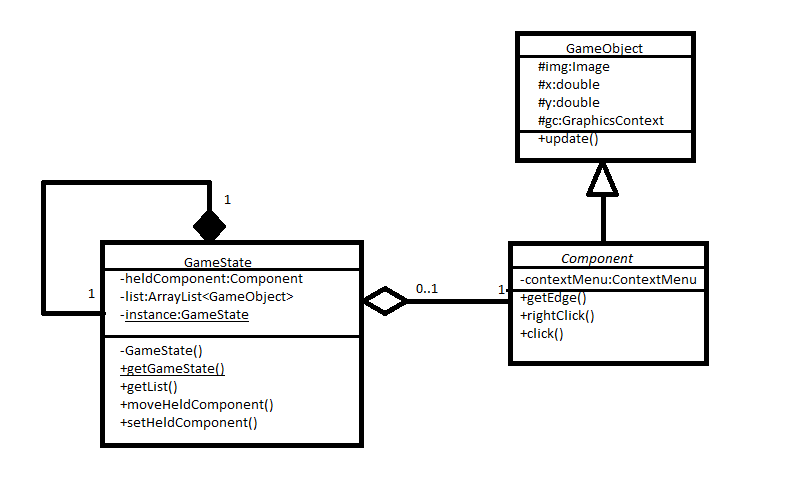 GameObject
#img:Image
#x:double
#y:double
#gc:GraphicsContext
+update()
1
GameState
-heldComponent:Component
-list:ArrayList<GameObject>
-instance:GameState
-GameState()
+getGameState()
+getList()
+moveHeldComponent()
+setHeldComponent()
1
0..1
1
Component
-contextMenu:ContextMenu
+getEdge()
+rightClick()
+click()